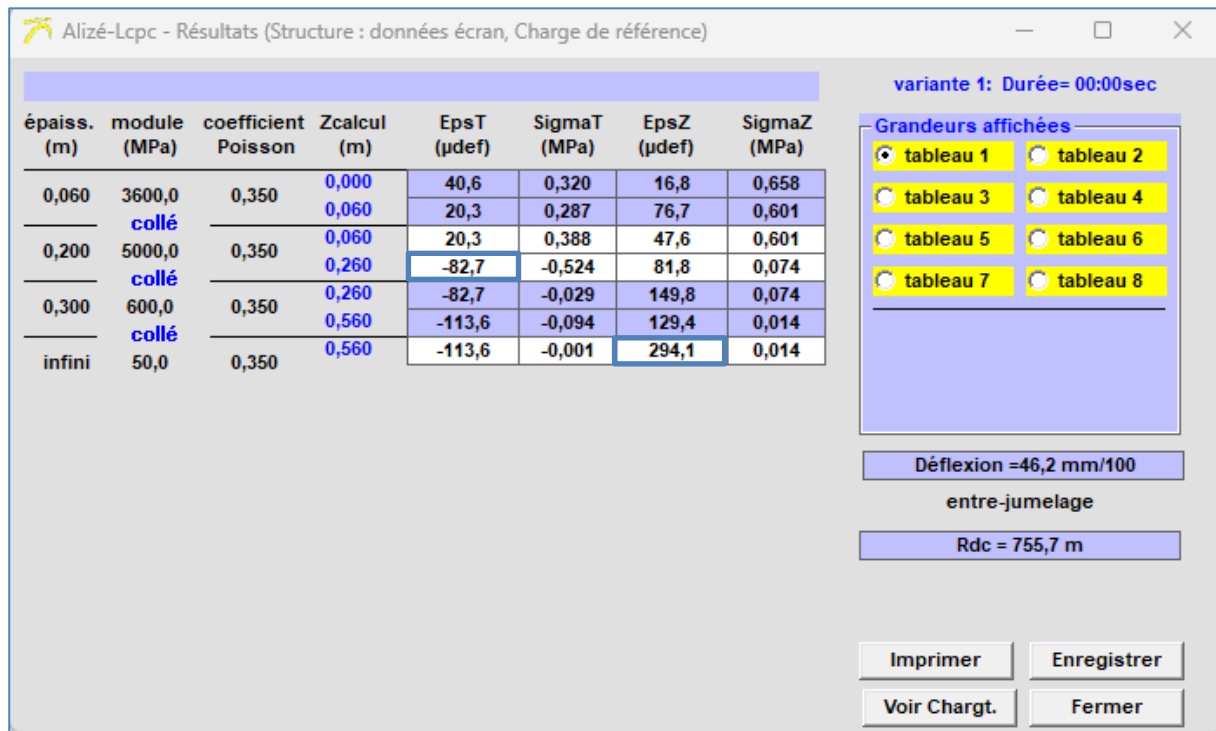 Alizé-Lcpc - Résultats (Structure : données écran, Charge de référence)
variante 1: Durée= 00:00sec
épaiss. module coefficient Zcalcul EpsT SigmaT EpsZ SigmaZ
(m) (MPa) Poisson (m) (µdef) (MPa) (µdef) (MPa)
0,000 40,6 0,320 16,8 0,658
0,060 3600,0 0,350
0,060 20,3 0,287 76,7 0,601
collé
0,060 20,3 0,388 47,6 0,601
0,200 5000,0 0,350
0,260 -82,7 -0,524 81,8 0,074
collé
0,260 -82,7 -0,029 149,8 0,074
0,300 600,0 0,350
0,560 -113,6 -0,094 129,4 0,014
collé
0,560 -113,6 -0,001 294,1 0,014
infini 50,0 0,350
Grandeurs affichées
tableau 1 tableau 2
tableau 3 tableau 4
tableau 5 tableau 6
tableau 7 tableau 8
Déflexion =46,2 mm/100
entre-jumelage
Rdc = 755,7 m
Imprimer Enregistrer
Voir Chargt. Fermer